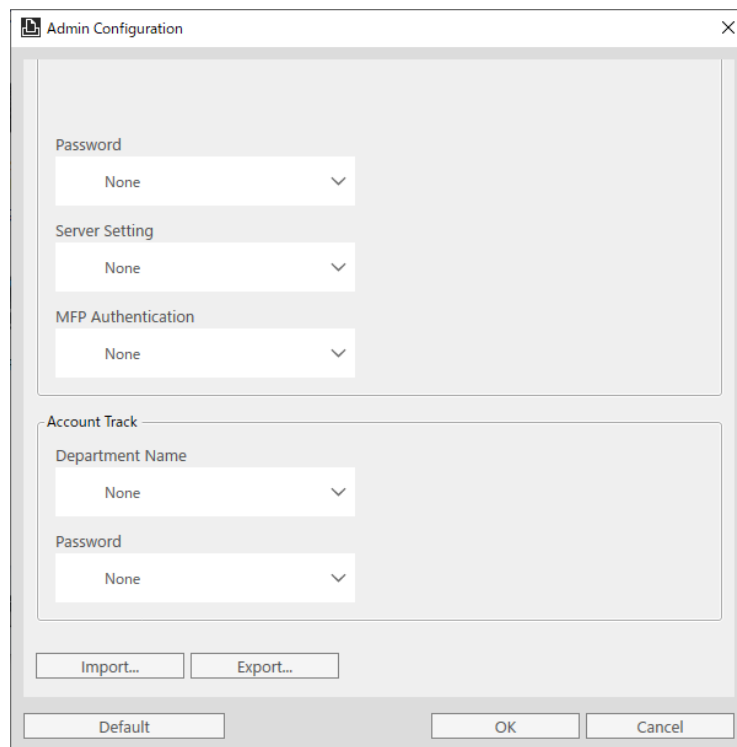 Admin Configuration
Password
None
Server Setting
None
MFP Authentication
None
Account Track
Department Name
None
Password
None
Import... Export...
Default OK Cancel